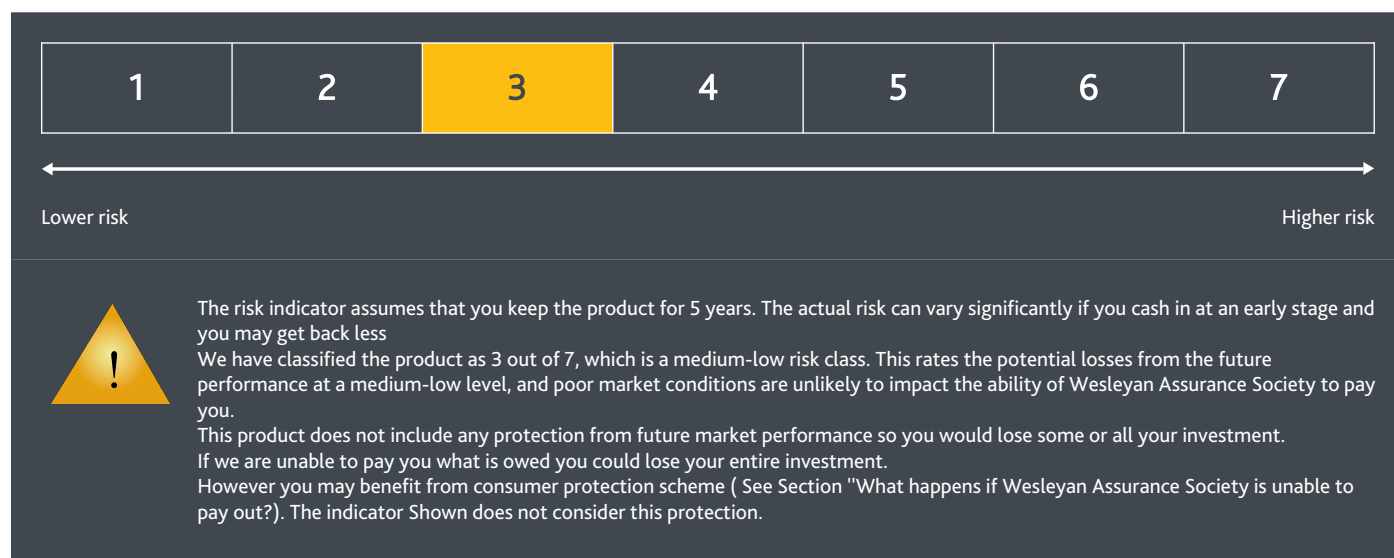 1 2 3 4 5 6 7
Lower risk Higher risk
!
The risk indicator assumes that you keep the product for 5 years. The actual risk can vary significantly if you cash in at an early stage and
you may get back less
We have classified the product as 3 out of 7, which is a medium-low risk class. This rates the potential losses from the future
performance at a medium-low level, and poor market conditions are unlikely to impact the ability of Wesleyan Assurance Society to pay
you.
This product does not include any protection from future market performance so you would lose some or all your investment.
If we are unable to pay you what is owed you could lose your entire investment.
However you may benefit from consumer protection scheme ( See Section "What happens if Wesleyan Assurance Society is unable to
pay out?). The indicator Shown does not consider this protection.